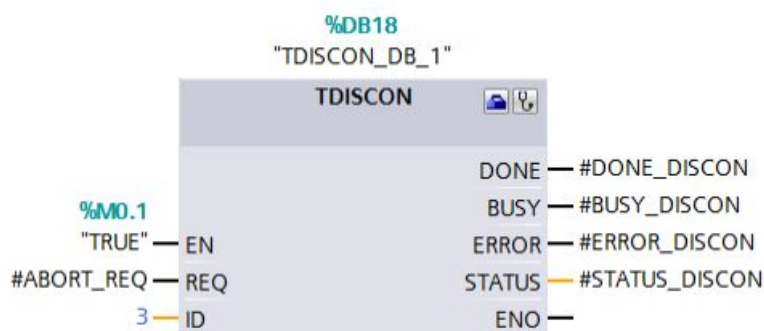 %DB18
"TDISCON_DB_1"
TDISCON
DONE #DONE_DISCON
%M0.1 BUSY #BUSY_DISCON
"TRUE" EN ERROR #ERROR_DISCON
#ABORT_REQ REQ STATUS #STATUS_DISCON
3 ID ENO